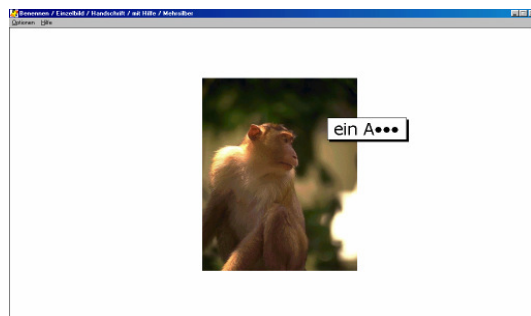 Benennen / Einzelbild / Handschrift / mit Hilfe / Mehrsilber
Optionen Hilfe
ein A●●●